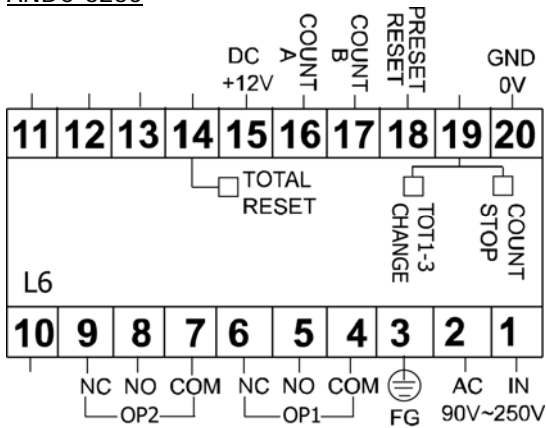 DC +12V
COUNT A
COUNT B
PRESET RESET
GND 0V
11 12 13 14 15 16 17 18 19 20
TOTAL RESET
TOT1-3 CHANGE
COUNT STOP
L6
10 9 8 7 6 5 4 3 2 1
NC NO COM NC NO COM AC IN
OP2 OP1 FG 90V~250V